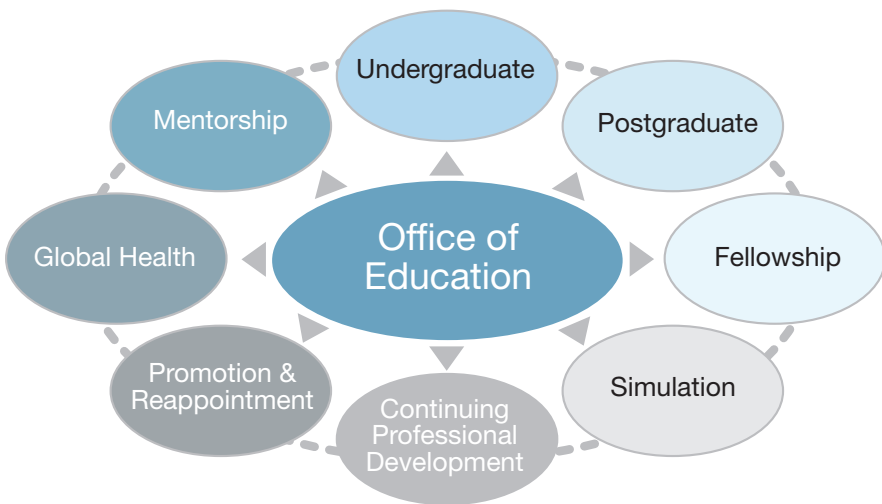 Undergraduate
Mentorship
Postgraduate
Global Health
Office of
Education
Fellowship
Promotion &
Reappointment
Continuing
Professional
Development
Simulation